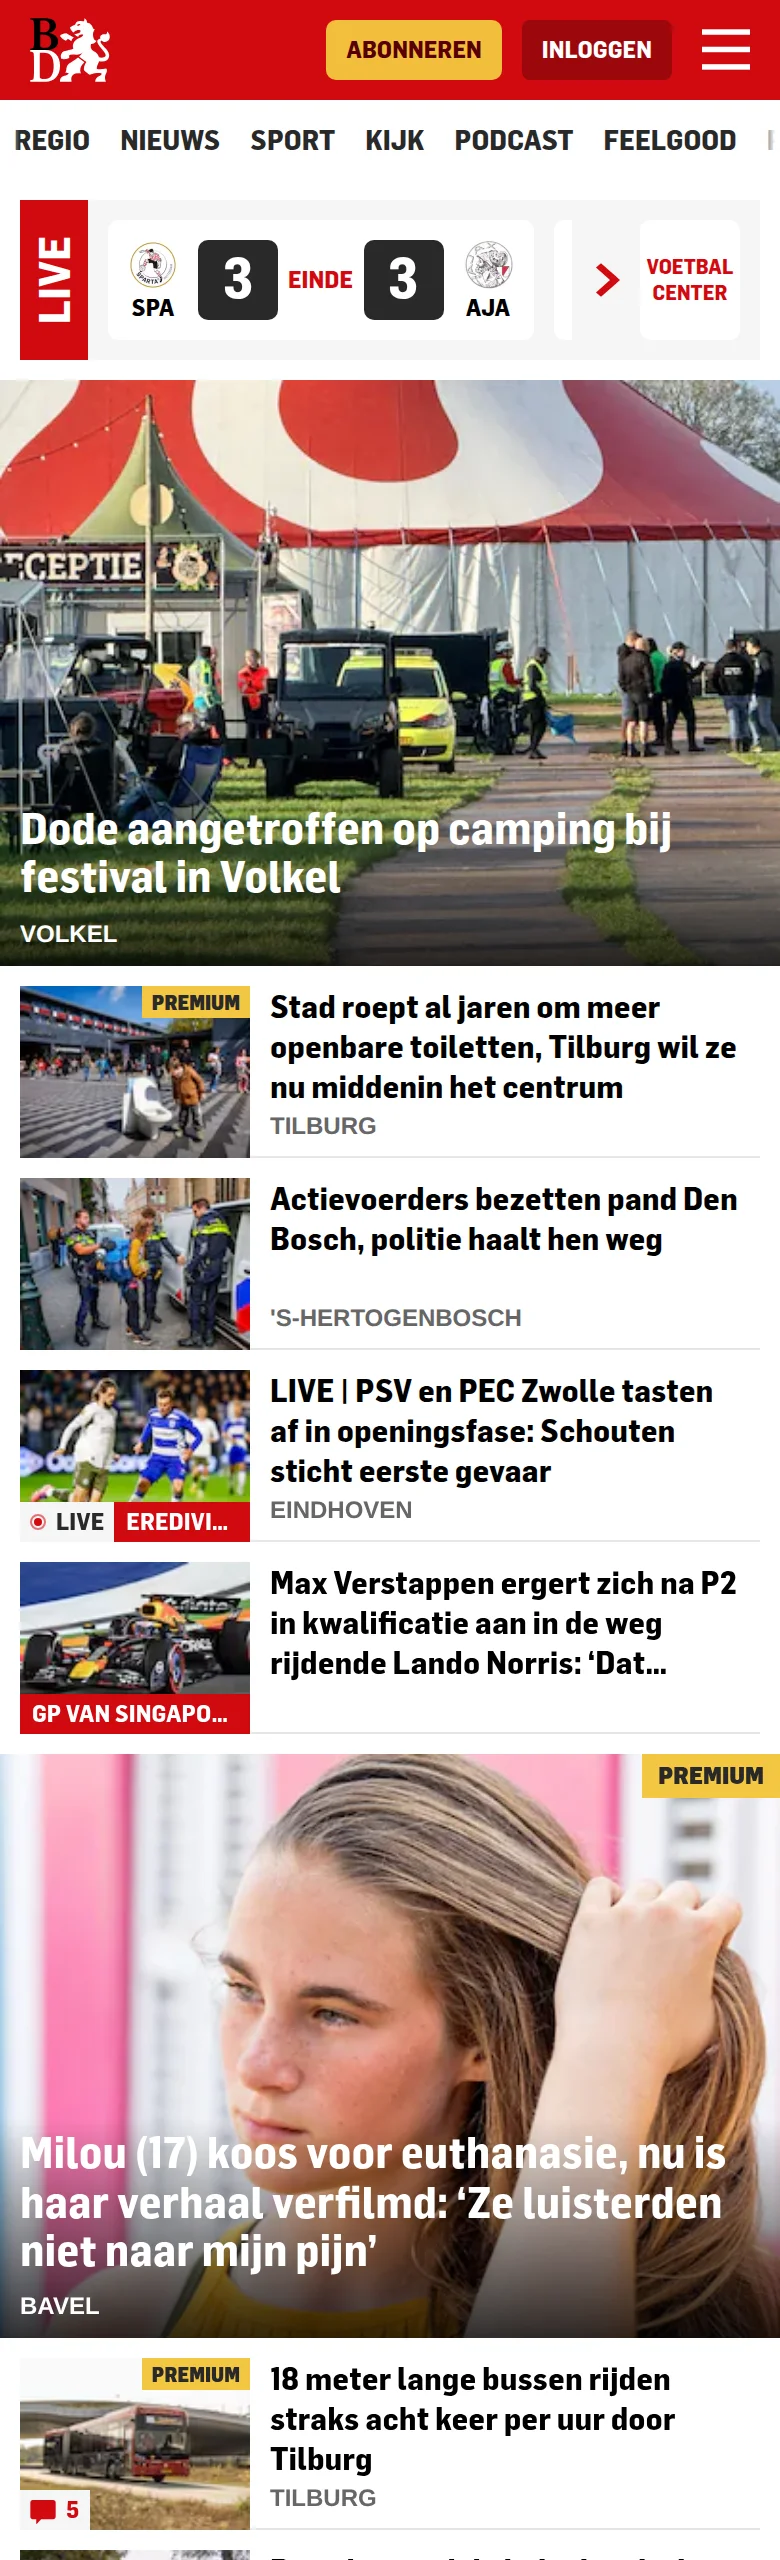 BD
ABONNEREN
INLOGGEN
REGIO NIEUWS SPORT KIJK PODCAST FEELGOOD
LIVE
SPA
3
EINDE
3
AJA
VOETBAL
CENTER
SPARTA
CEPTIE
Dode aangetroffen op camping bij
festival in Volkel
VOLKEL
PREMIUM
Stad roept al jaren om meer
openbare toiletten, Tilburg wil ze
nu middenin het centrum
TILBURG
Actievoerders bezetten pand Den
Bosch, politie haalt hen weg
'S-HERTOGENBOSCH
LIVE | PSV en PEC Zwolle tasten
af in openingsfase: Schouten
sticht eerste gevaar
EINDHOVEN
LIVE
EREDIVI...
Max Verstappen ergert zich na P2
in kwalificatie aan in de weg
rijdende Lando Norris: ‘Dat...
GP VAN SINGAPO...
PREMIUM
Milou (17) koos voor euthanasie, nu is
haar verhaal verfilmd: ‘Ze luisterden
niet naar mijn pijn’
BAVEL
PREMIUM
18 meter lange bussen rijden
straks acht keer per uur door
Tilburg
TILBURG
5